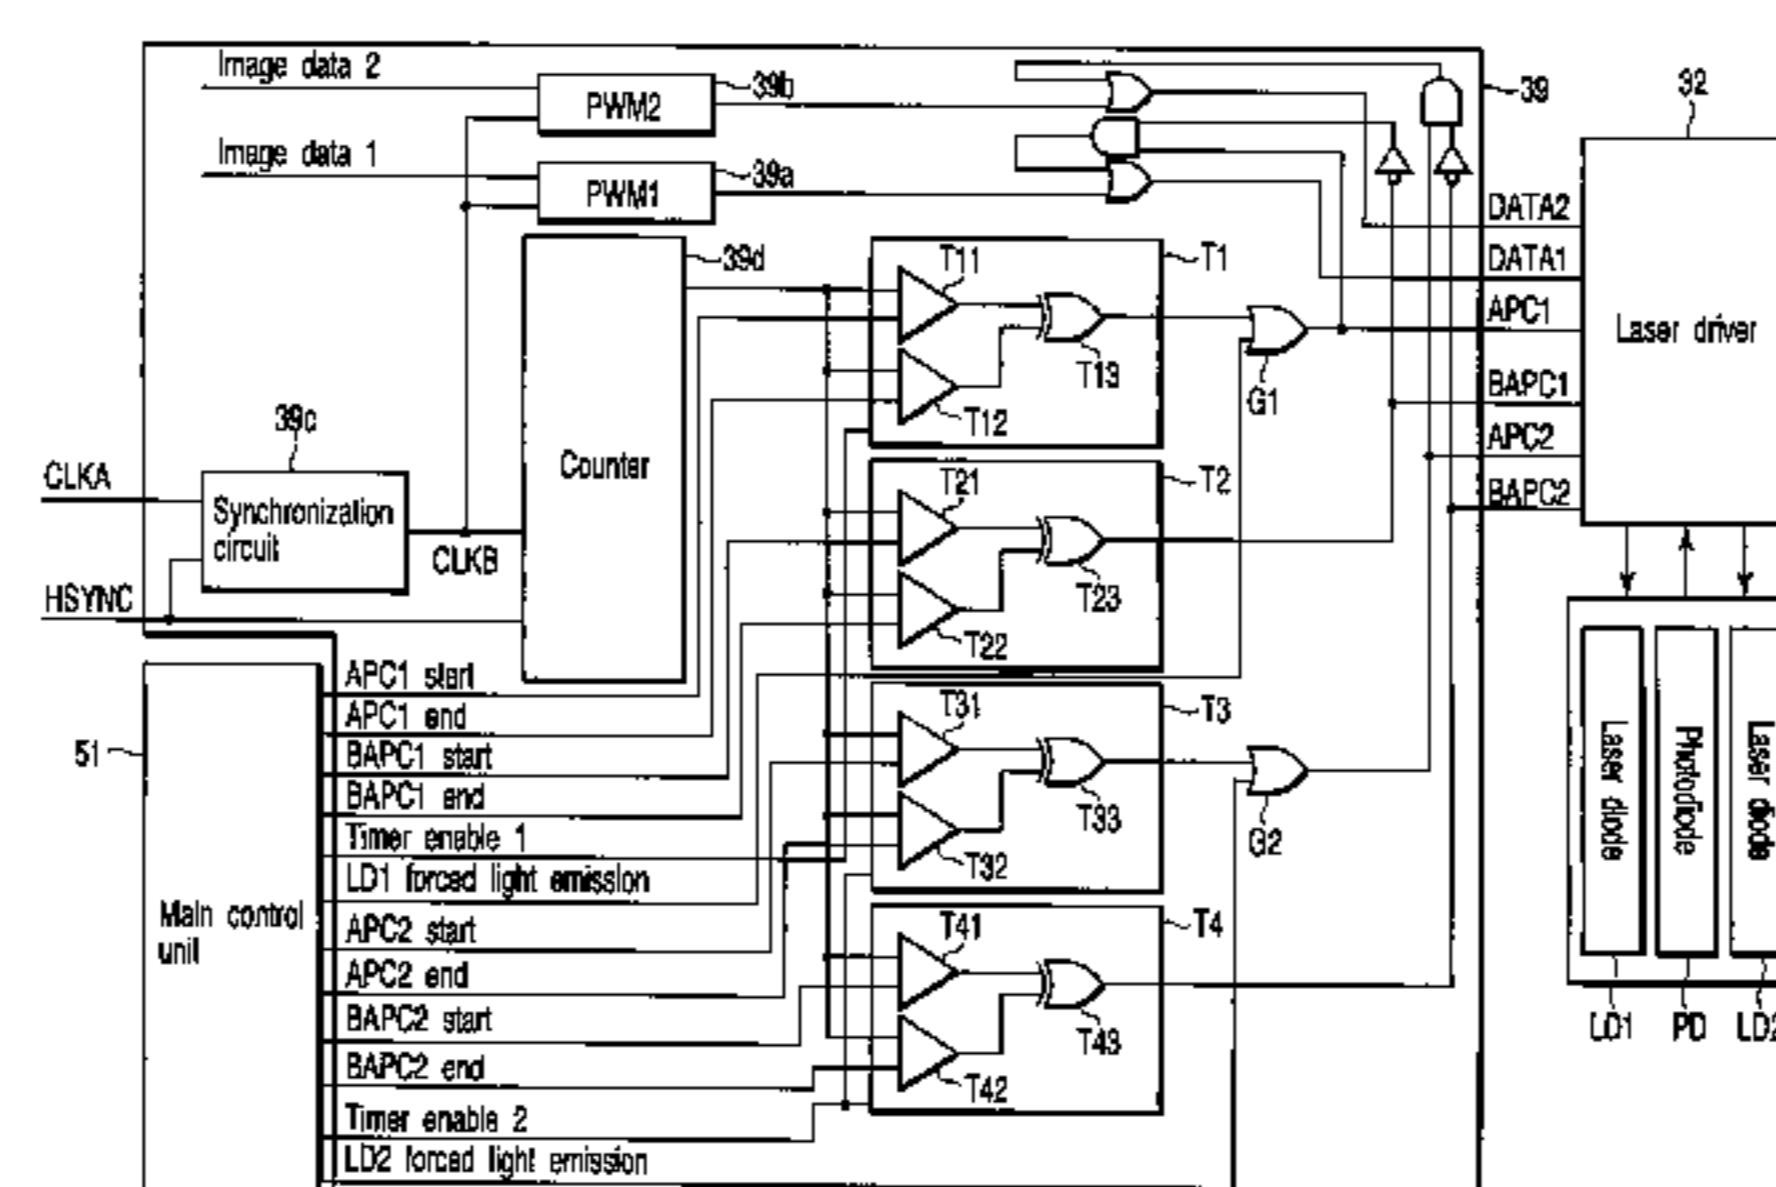 Image data 2
PWM2
39b
39
32
Image data 1
PWM1
39a
DATA2
DATA1
APC1
BAPC1
APC2
BAPC2
Laser driver
39d
Counter
T11
T1
T13
T12
G1
39c
CLKA
Synchronization
circuit
CLKB
HSYNC
T21
T2
T23
T22
T31
T3
T33
T32
G2
T41
T4
T43
T42
51
Main control
unit
APC1 start
APC1 end
BAPC1 start
BAPC1 end
Timer enable 1
LD1 forced light emission
APC2 start
APC2 end
BAPC2 start
BAPC2 end
Timer enable 2
LD2 forced light emission
Laser diode
Photodiode
Laser diode
LD1
PD
LD2